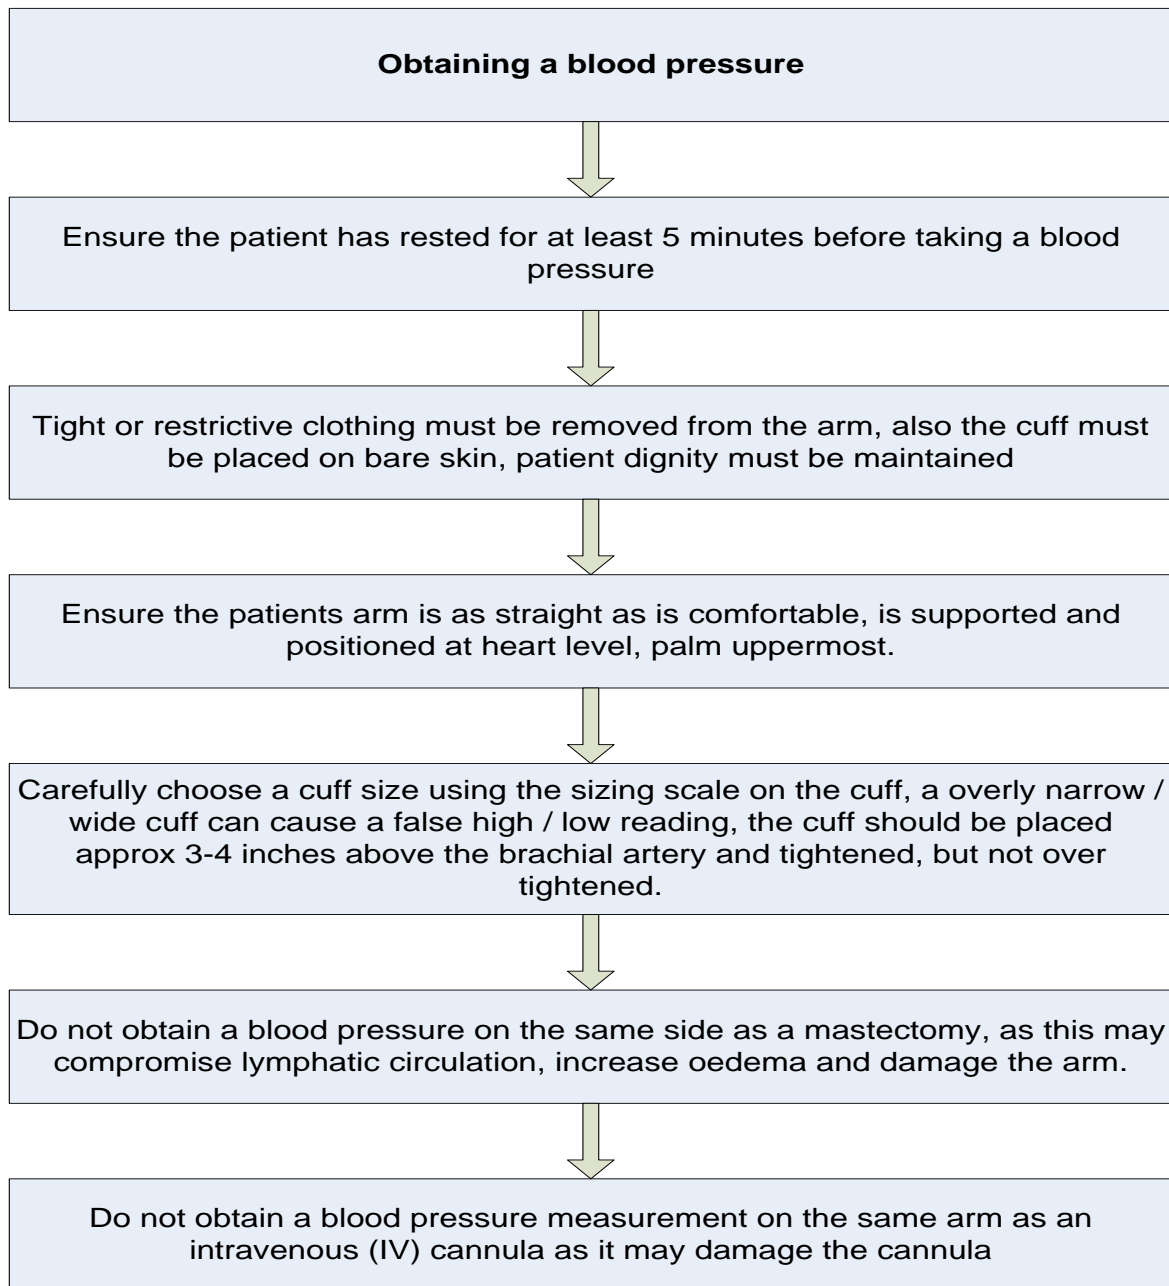 Obtaining a blood pressure
Ensure the patient has rested for at least 5 minutes before taking a blood
pressure
Tight or restrictive clothing must be removed from the arm, also the cuff must
be placed on bare skin, patient dignity must be maintained
Ensure the patients arm is as straight as is comfortable, is supported and
positioned at heart level, palm uppermost.
Carefully choose a cuff size using the sizing scale on the cuff, a overly narrow /
wide cuff can cause a false high / low reading, the cuff should be placed
approx 3-4 inches above the brachial artery and tightened, but not over
tightened.
Do not obtain a blood pressure on the same side as a mastectomy, as this may
compromise lymphatic circulation, increase oedema and damage the arm.
Do not obtain a blood pressure measurement on the same arm as an
intravenous (IV) cannula as it may damage the cannula